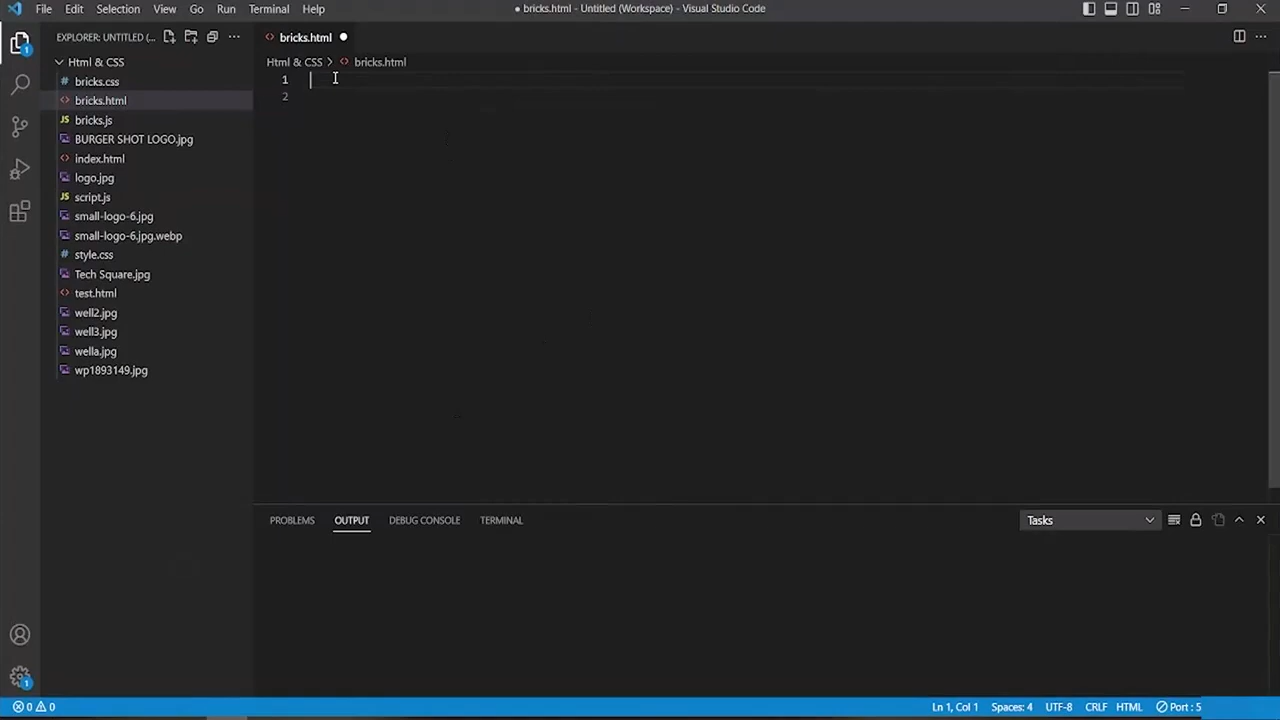 File Edit Selection View Go Run Terminal Help ● bricks.html - Untitled (Workspace) - Visual Studio Code
EXPLORER: UNTITLED (... bricks.html
Html & CSS Html & CSS > bricks.html
bricks.css 1
bricks.html 2
bricks.js
BURGER SHOT LOGO.jpg
index.html
logo.jpg
script.js
small-logo-6.jpg
small-logo-6.jpg.webp
style.css
Tech Square.jpg
test.html
well2.jpg
well3.jpg
wella.jpg
wp1893149.jpg
PROBLEMS OUTPUT DEBUG CONSOLE TERMINAL Tasks
0 0 Ln 1, Col 1 Spaces: 4 UTF-8 CRLF HTML Port : 5